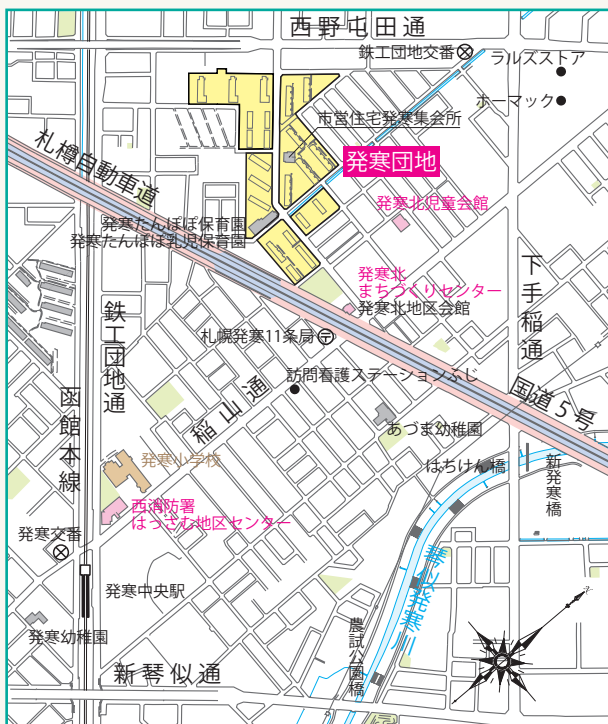 西野屯田通
鉄工団地交番
ラルズストア
ホーマック
市営住宅発寒集会所
発寒団地
札樽自動車道
発寒北児童会館
発寒たんぽぽ保育園
発寒たんぽぽ乳児保育園
発寒北
まちづくりセンター
発寒北地区会館
下手稲通
鉄工団地通
札幌発寒11条局
訪問看護ステーションふじ
国道5号
函館本線
稲山通
あづま幼稚園
はちけん橋
新発寒橋
発寒小学校
西消防署
はっさむ地区センター
発寒交番
琴似発寒川
発寒中央駅
農試公園橋
発寒幼稚園
新琴似通